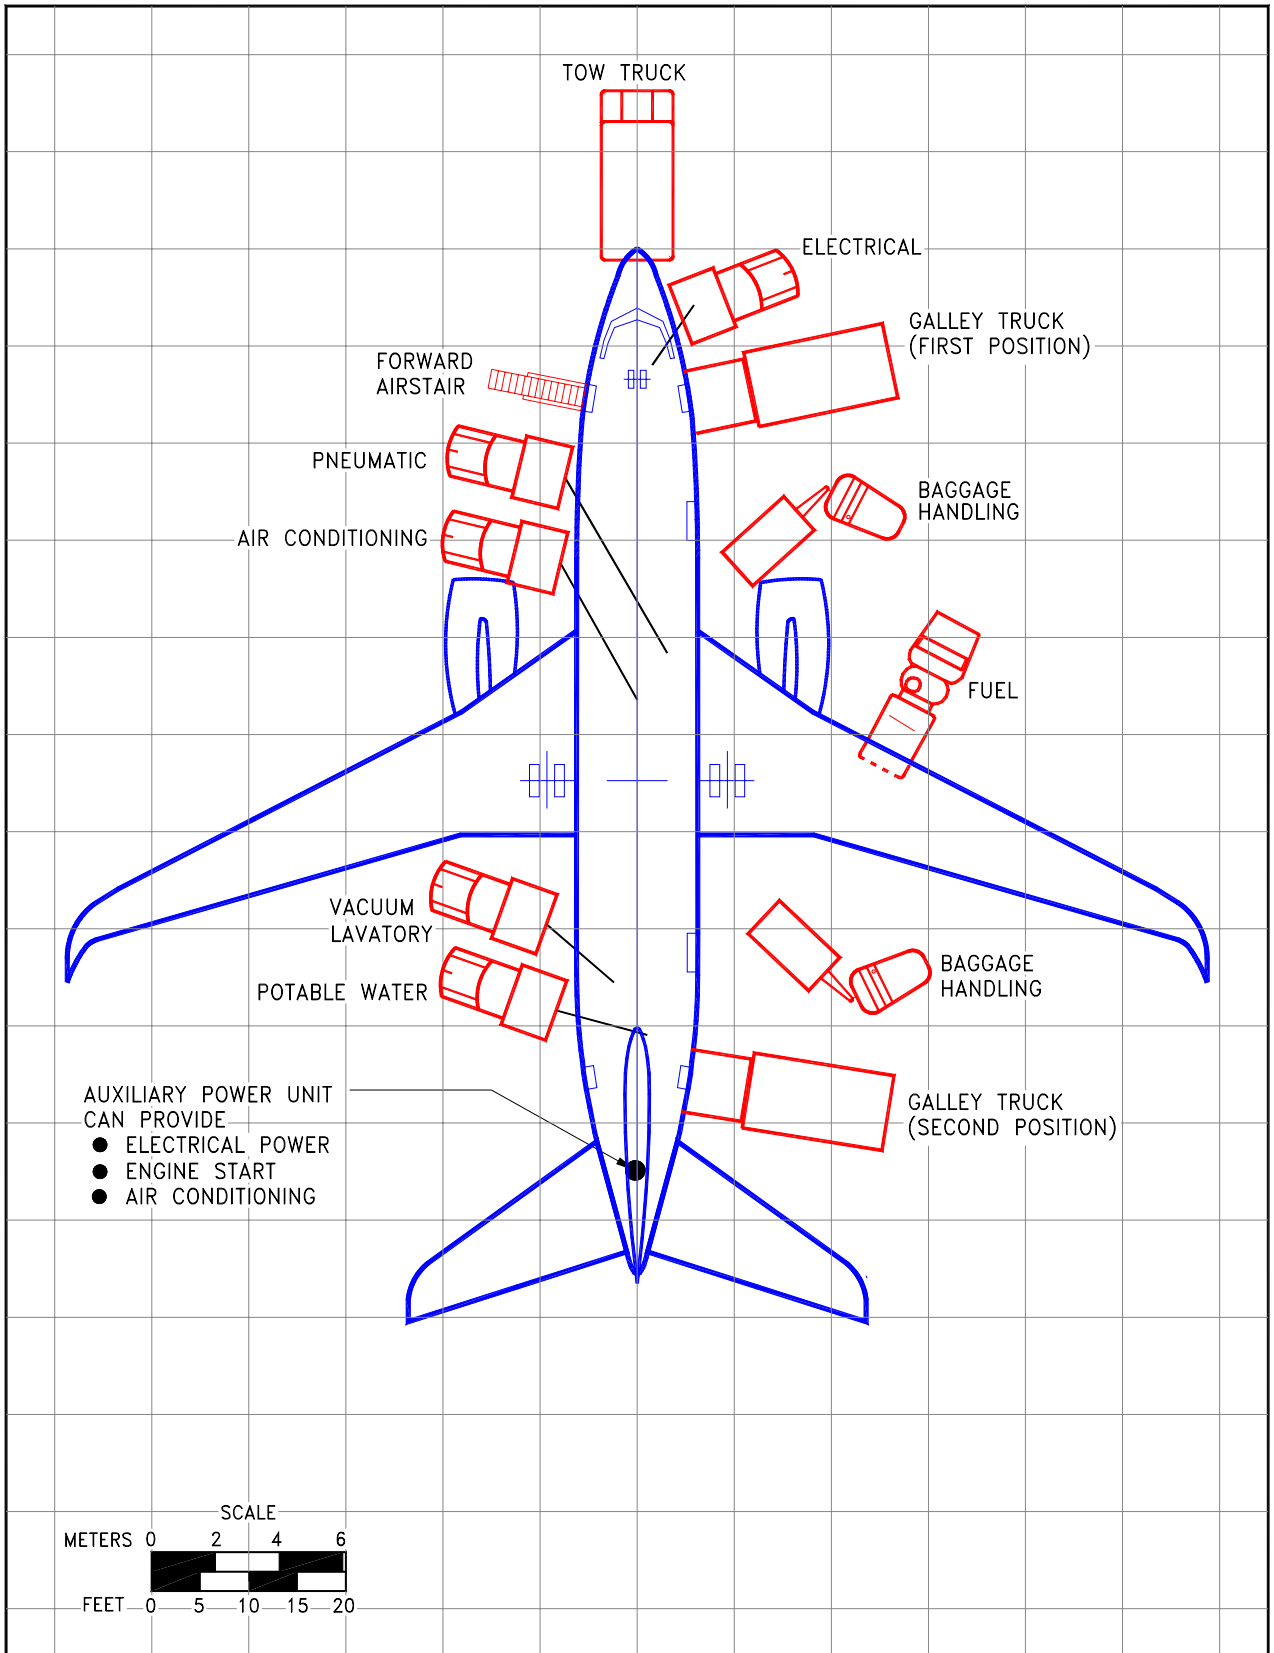 TOW TRUCK
ELECTRICAL
GALLEY TRUCK
(FIRST POSITION)
FORWARD
AIRSTAIR
PNEUMATIC
BAGGAGE
HANDLING
AIR CONDITIONING
FUEL
VACUUM
LAVATORY
BAGGAGE
HANDLING
POTABLE WATER
AUXILIARY POWER UNIT
CAN PROVIDE
● ELECTRICAL POWER
● ENGINE START
● AIR CONDITIONING
GALLEY TRUCK
(SECOND POSITION)
SCALE
METERS 0 2 4 6
FEET 0 5 10 15 20